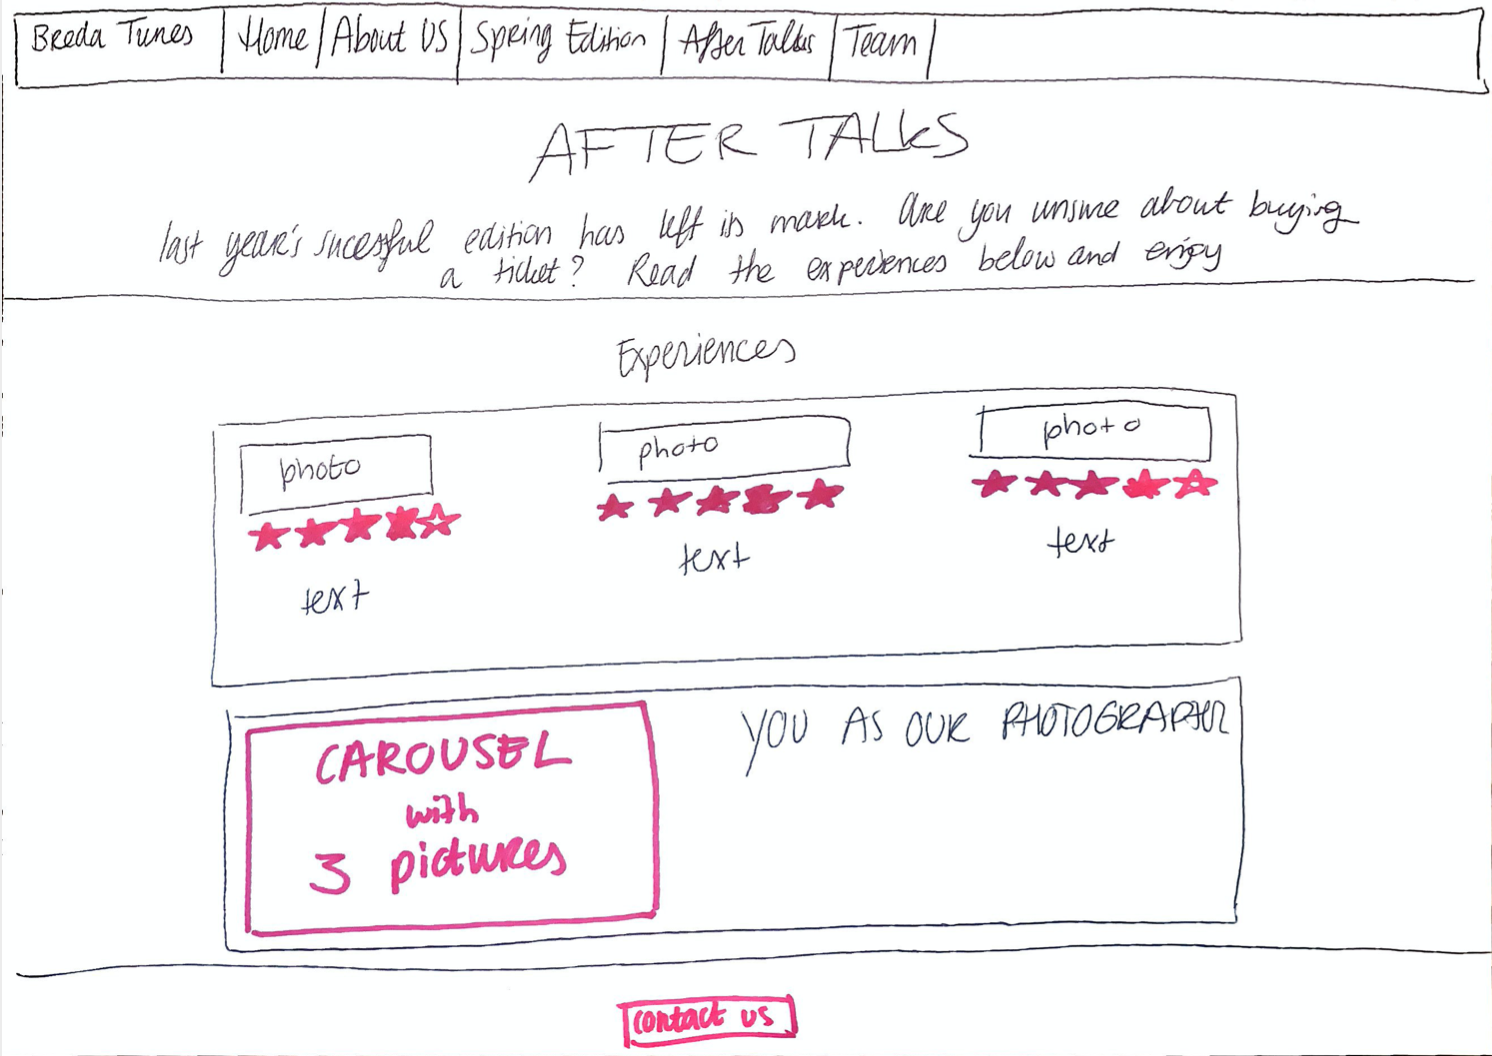 Breda Tunes Home About US Spring Edition After Talks Team
AFTER TALKS
last year's sucessful edition has left its mark. Are you unsure about buying
a ticket? Read the experiences below and enjoy
Experiences
photo photo photo
text text text
CAROUSEL
with
3 pictures
YOU AS OUR PHOTOGRAPHER
contact us